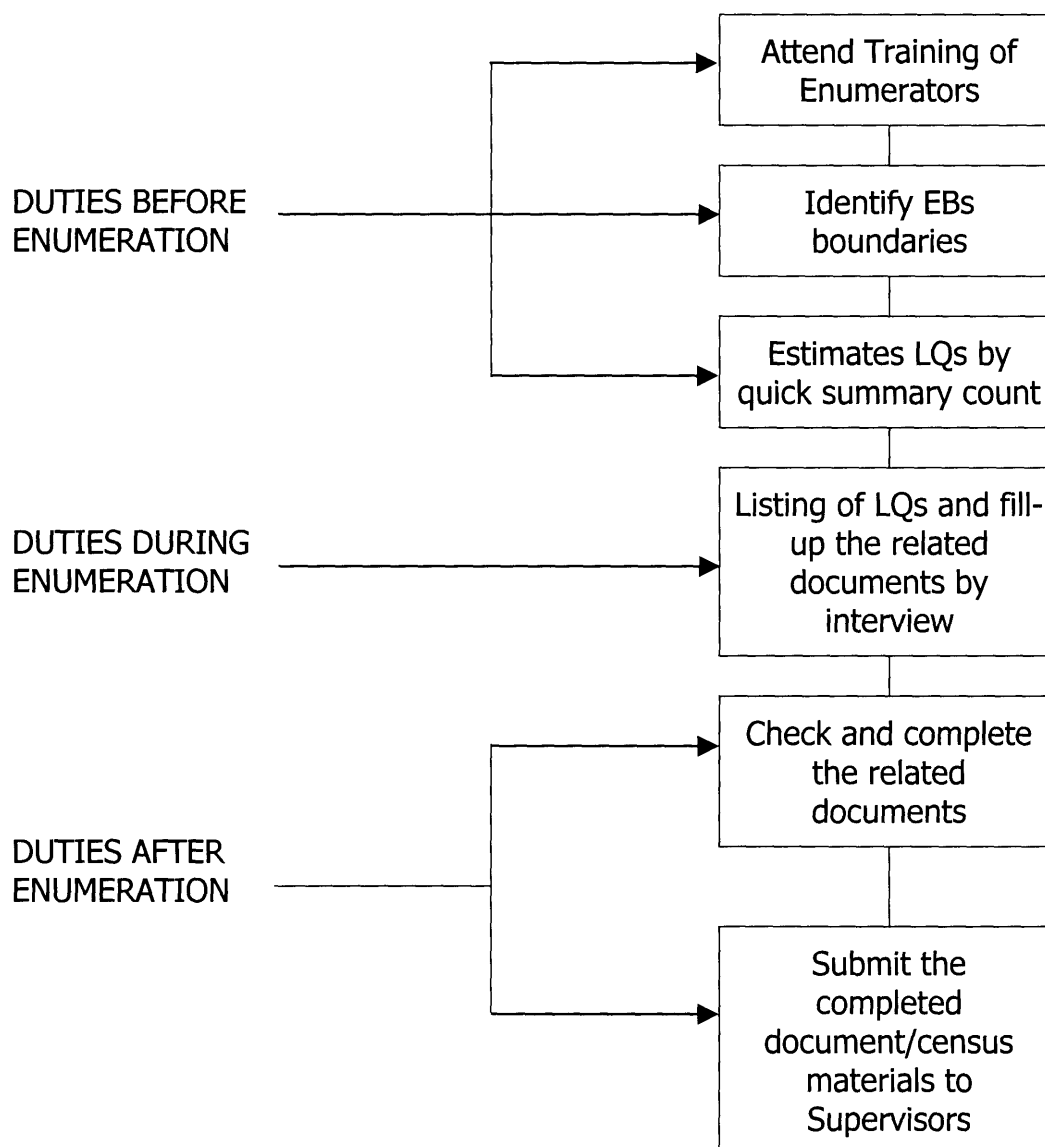 Attend Training of
Enumerators
DUTIES BEFORE
ENUMERATION
Identify EBs
boundaries
Estimates LQs by
quick summary count
DUTIES DURING
ENUMERATION
Listing of LQs and fill-
up the related
documents by
interview
Check and complete
the related
documents
DUTIES AFTER
ENUMERATION
Submit the
completed
document/census
materials to
Supervisors